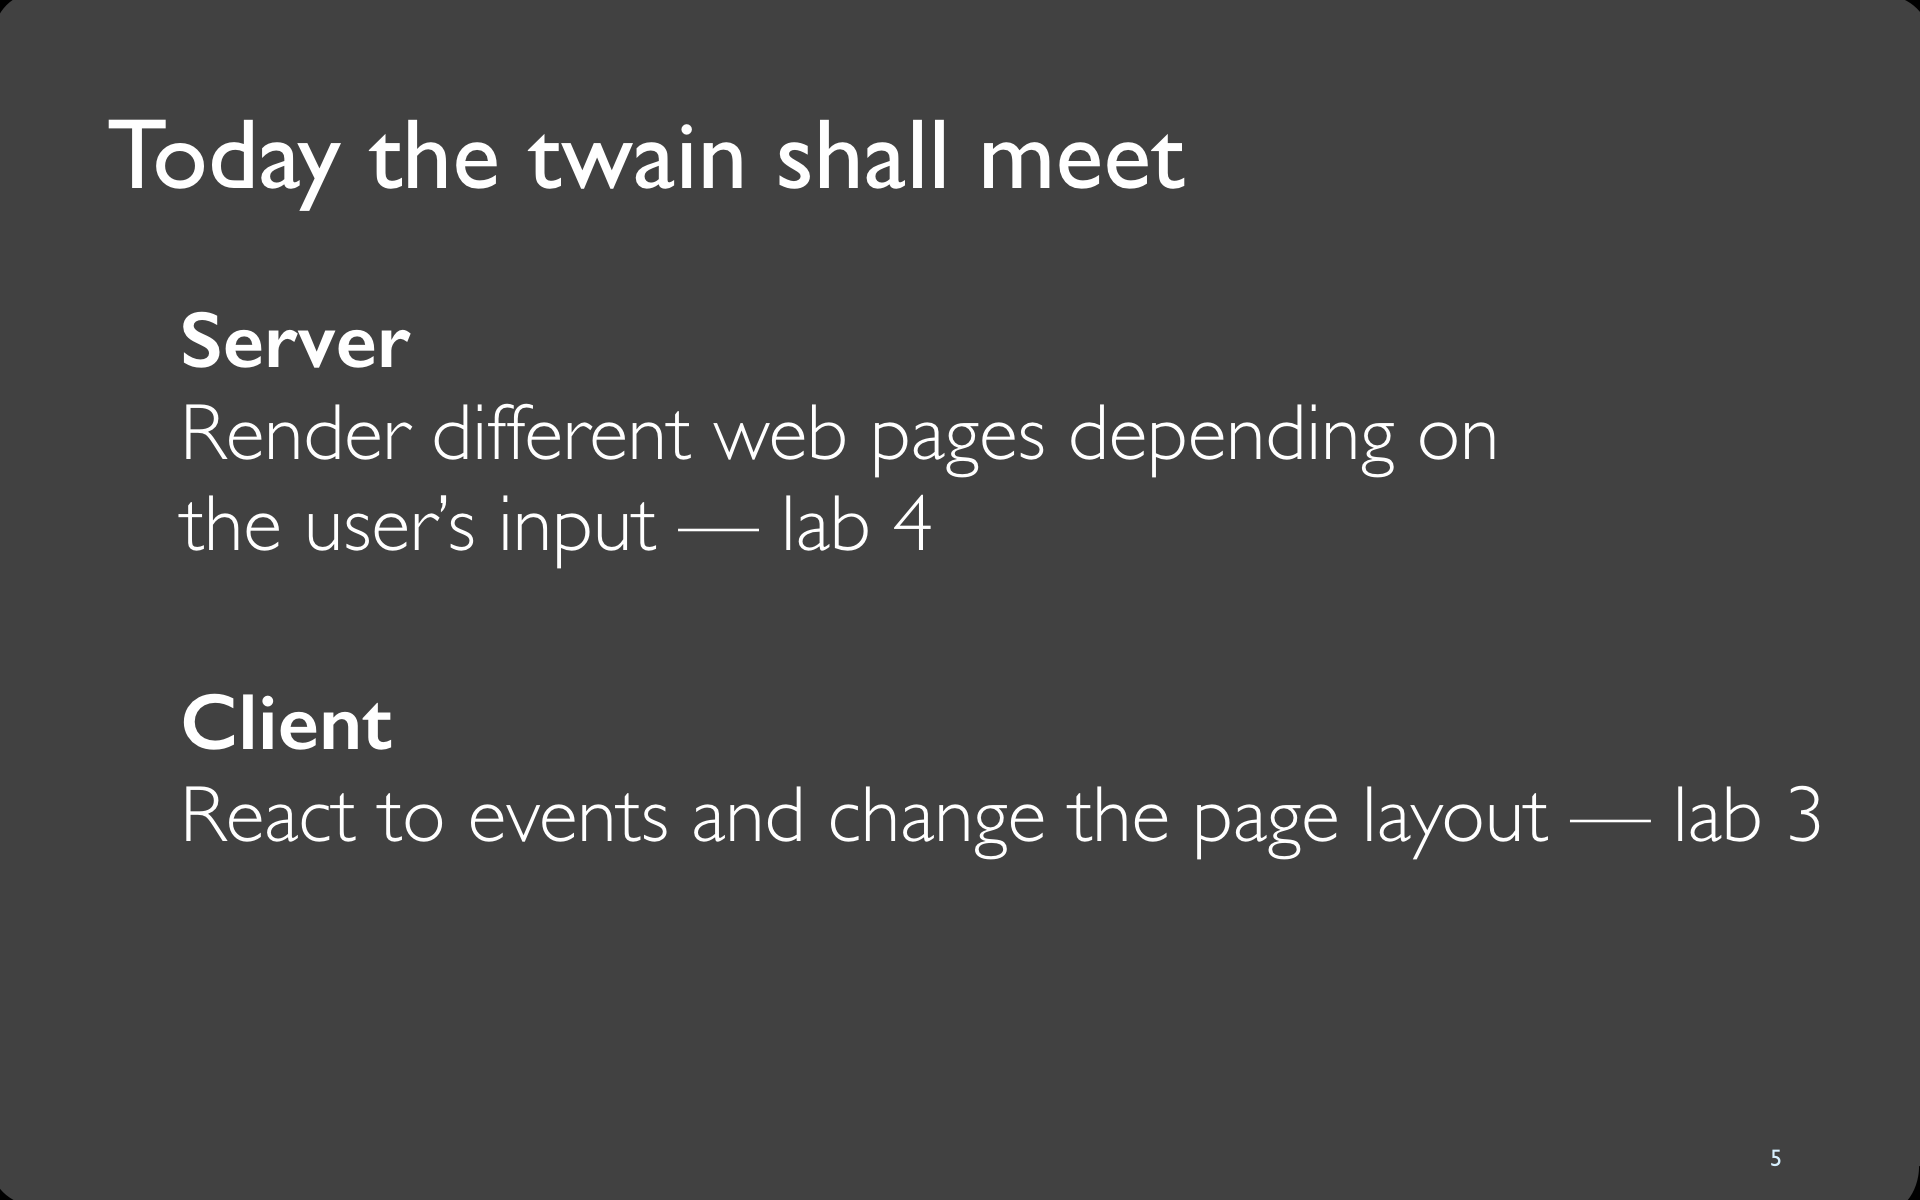 Today the twain shall meet
Server
Render different web pages depending on
the user’s input — lab 4
Client
React to events and change the page layout — lab 3
5